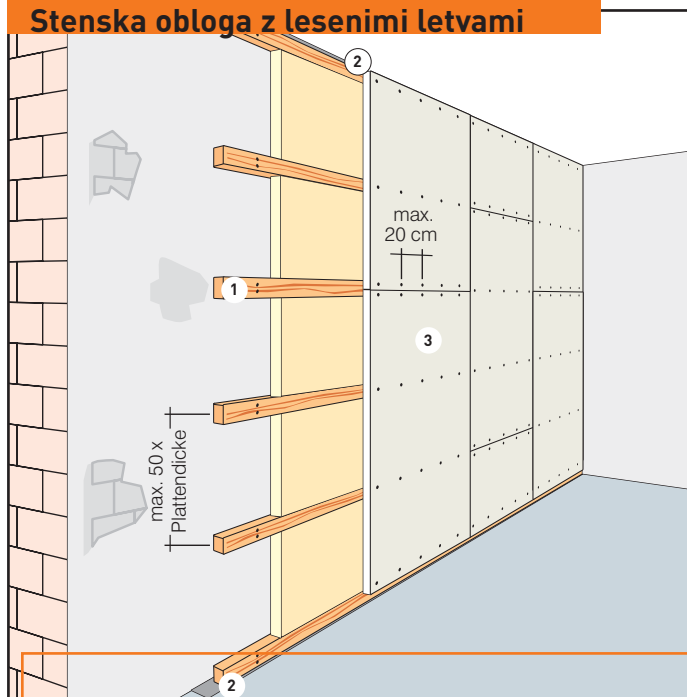 Stenska obloga z lesenimi letvami
2
max.
20 cm
1
3
max. 50 x
Plattendicke
2